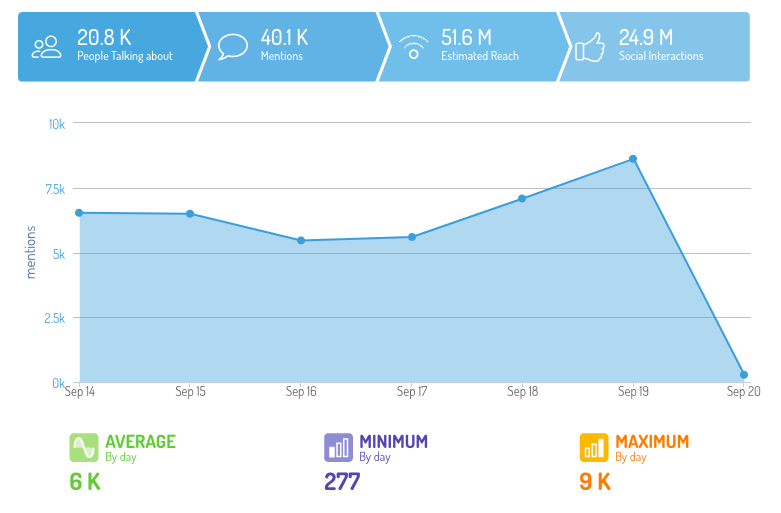 20.8 K
People Talking about
40.1 K
Mentions
51.6 M
Estimated Reach
24.9 M
Social Interactions
10k
7.5k
5k
2.5k
0k
mentions
Sep 14 Sep 15 Sep 16 Sep 17 Sep 18 Sep 19 Sep 20
AVERAGE
By day
6 K
MINIMUM
By day
277
MAXIMUM
By day
9 K